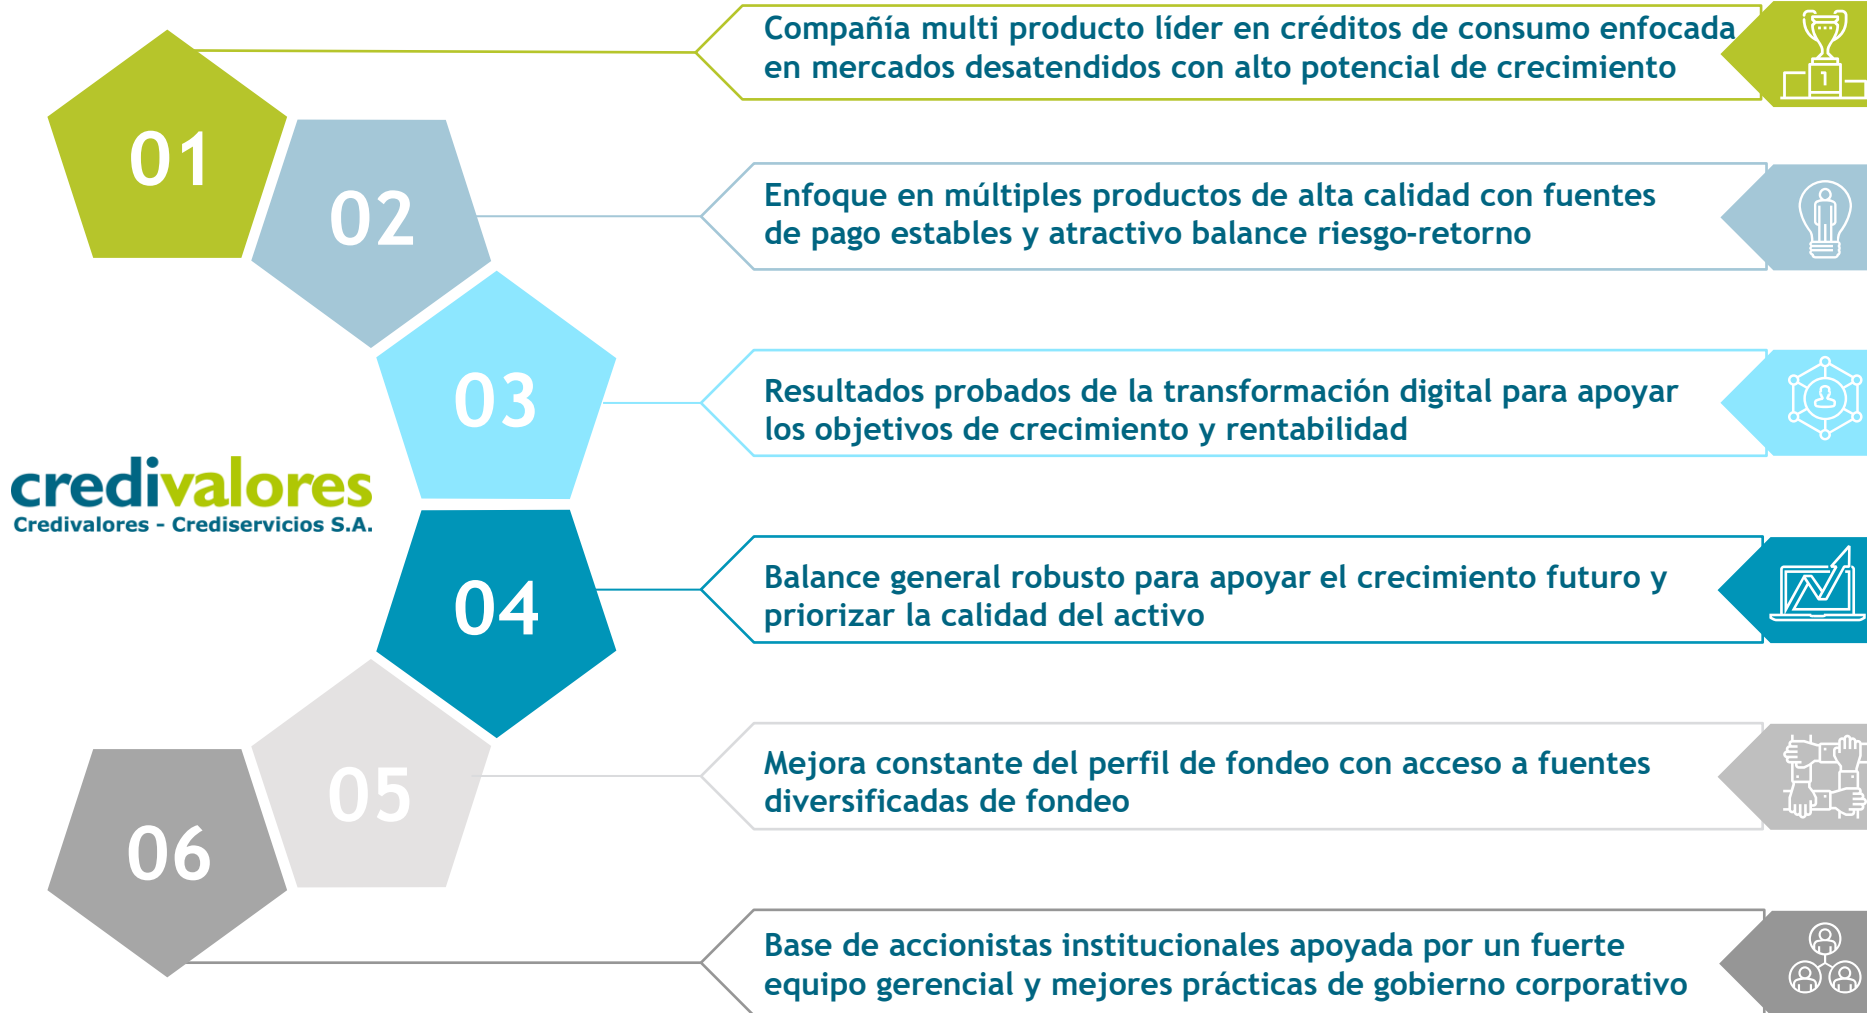 01
Compañía multi producto líder en créditos de consumo enfocada
en mercados desatendidos con alto potencial de crecimiento
1
02
Enfoque en múltiples productos de alta calidad con fuentes
de pago estables y atractivo balance riesgo-retorno
03
Resultados probados de la transformación digital para apoyar
los objetivos de crecimiento y rentabilidad
credivalores
Credivalores - Crediservicios S.A.
04
Balance general robusto para apoyar el crecimiento futuro y
priorizar la calidad del activo
05
Mejora constante del perfil de fondeo con acceso a fuentes
diversificadas de fondeo
06
Base de accionistas institucionales apoyada por un fuerte
equipo gerencial y mejores prácticas de gobierno corporativo